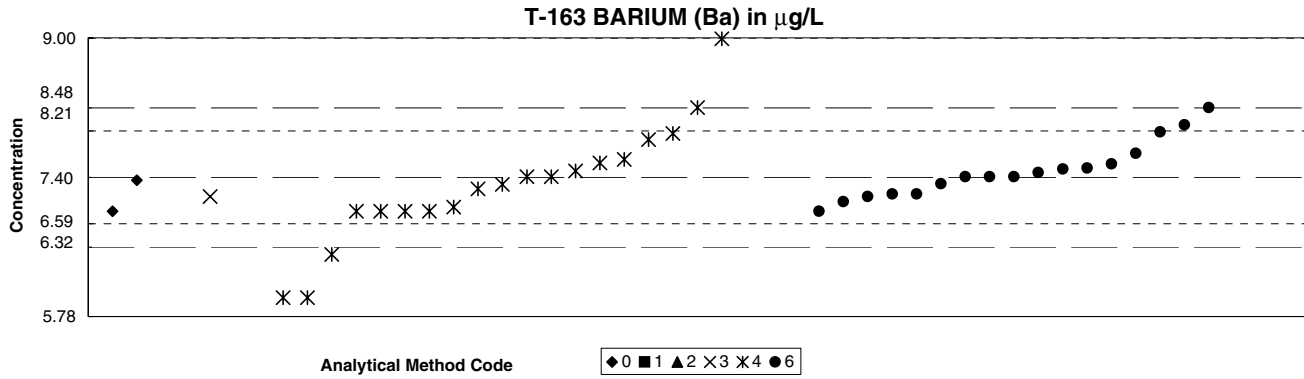 T-163 BARIUM (Ba) in µg/L
9.00
8.48
8.21
7.40
6.59
6.32
5.78
Concentration
Analytical Method Code
0 1 2 3 4 6